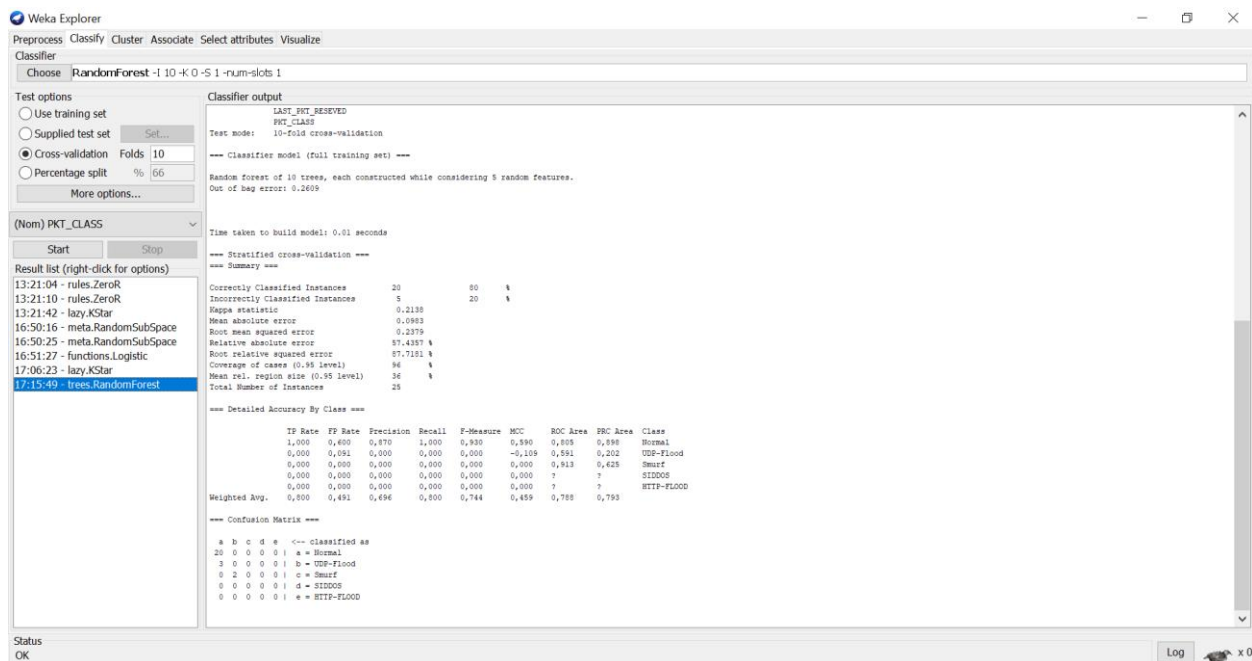 Weka Explorer
Preprocess Classify Cluster Associate Select attributes Visualize
Classifier
Choose RandomForest -I 10 -K 0 -S 1 -num-slots 1
Test options
Use training set
Supplied test set Set...
Cross-validation Folds 10
Percentage split % 66
More options...
(Nom) PKT_CLASS
Start Stop
Result list (right-click for options)
13:21:04 - rules.ZeroR
13:21:10 - rules.ZeroR
13:21:42 - lazy.KStar
16:50:16 - meta.RandomSubSpace
16:50:25 - meta.RandomSubSpace
16:51:27 - functions.Logistic
17:06:23 - lazy.KStar
17:15:49 - trees.RandomForest
Classifier output
LAST_PKT_RESEVED
PKT_CLASS
Test mode: 10-fold cross-validation
=== Classifier model (full training set) ===
Random forest of 10 trees, each constructed while considering 5 random features.
Out of bag error: 0.2609
Time taken to build model: 0.01 seconds
=== Stratified cross-validation ===
=== Summary ===
Correctly Classified Instances 20 80 %
Incorrectly Classified Instances 5 20 %
Kappa statistic 0.2138
Mean absolute error 0.0983
Root mean squared error 0.2379
Relative absolute error 57.4357 %
Root relative squared error 87.7181 %
Coverage of cases (0.95 level) 96 %
Mean rel. region size (0.95 level) 36 %
Total Number of Instances 25
=== Detailed Accuracy By Class ===
TP Rate FP Rate Precision Recall F-Measure MCC ROC Area PRC Area Class
1,000 0,600 0,870 1,000 0,930 0,590 0,805 0,898 Normal
0,000 0,091 0,000 0,000 0,000 -0,109 0,591 0,202 UDP-Flood
0,000 0,000 0,000 0,000 0,000 0,000 0,913 0,625 Smurf
0,000 0,000 0,000 0,000 0,000 0,000 ? ? SIDDOS
0,000 0,000 0,000 0,000 0,000 0,000 ? ? HTTP-FLOOD
Weighted Avg. 0,800 0,491 0,696 0,800 0,744 0,459 0,788 0,793
=== Confusion Matrix ===
a b c d e <-- classified as
20 0 0 0 0 | a = Normal
3 0 0 0 0 | b = UDP-Flood
0 2 0 0 0 | c = Smurf
0 0 0 0 0 | d = SIDDOS
0 0 0 0 0 | e = HTTP-FLOOD
Status
OK
Log x 0